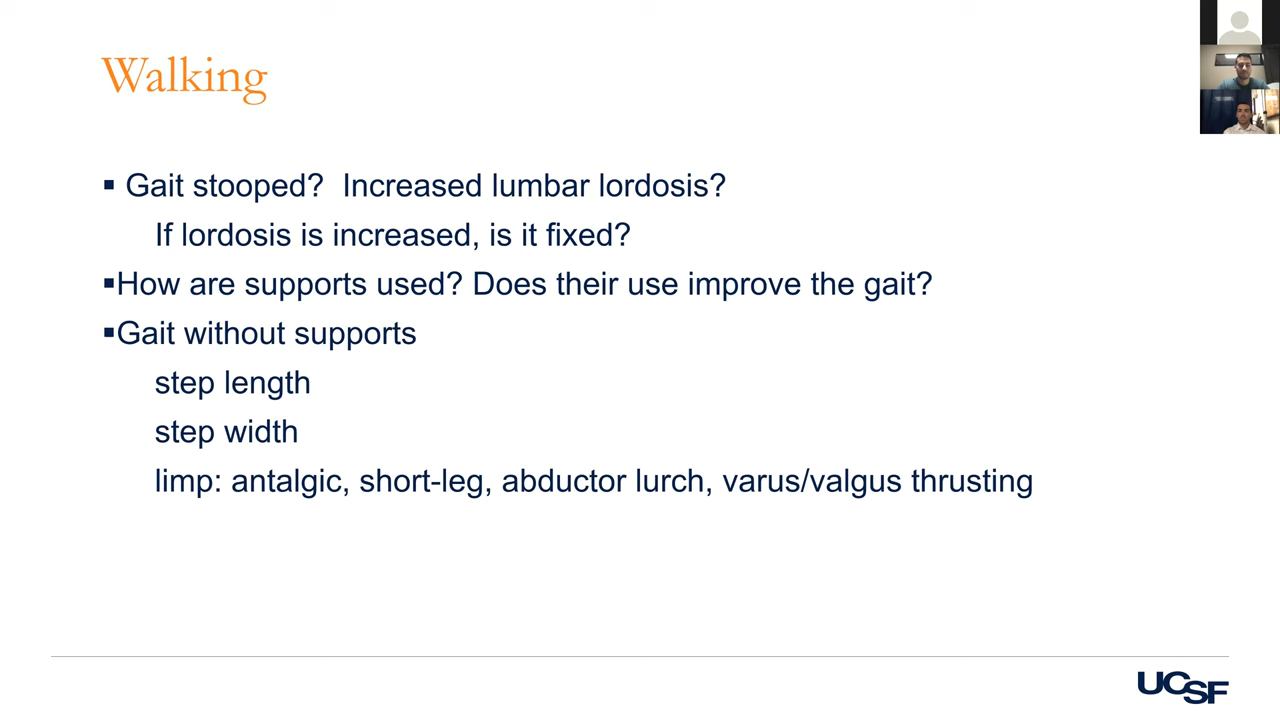 Walking
▪ Gait stooped?  Increased lumbar lordosis?
If lordosis is increased, is it fixed?
▪How are supports used? Does their use improve the gait?
▪Gait without supports
step length
step width
limp: antalgic, short-leg, abductor lurch, varus/valgus thrusting
UCSF